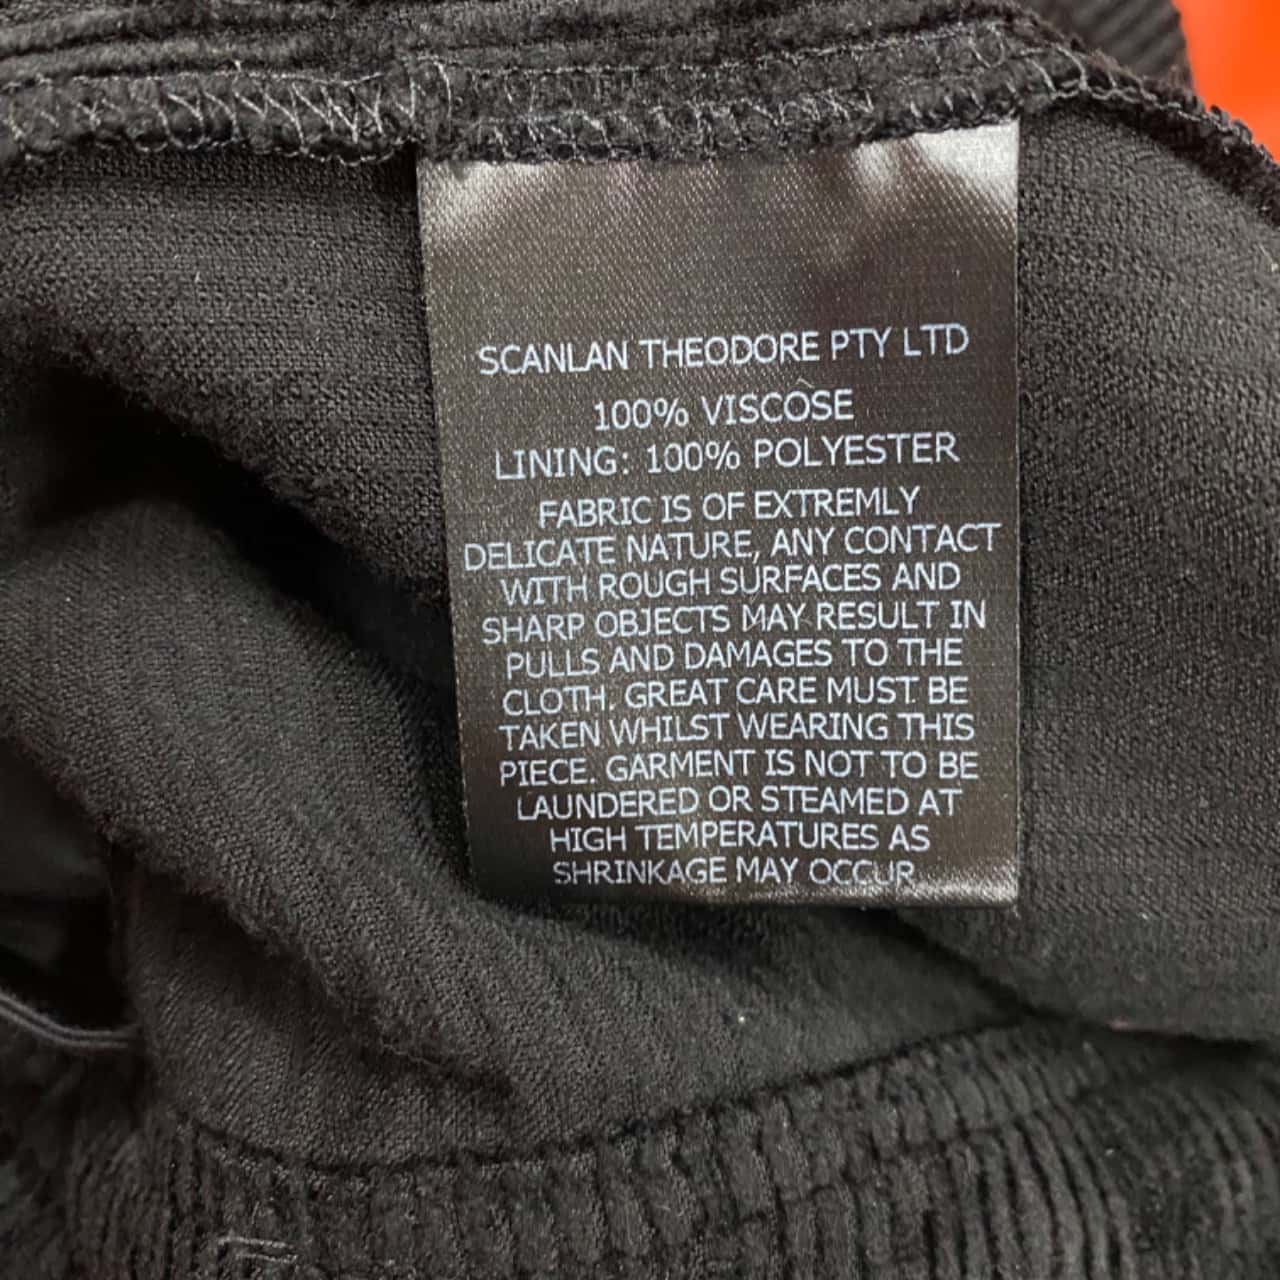 SCANLAN THEODORE PTY LTD
100% VISCOSE
LINING: 100% POLYESTER
FABRIC IS OF EXTREMLY
DELICATE NATURE, ANY CONTACT
WITH ROUGH SURFACES AND
SHARP OBJECTS MAY RESULT IN
PULLS AND DAMAGES TO THE
CLOTH. GREAT CARE MUST BE
TAKEN WHILST WEARING THIS
PIECE. GARMENT IS NOT TO BE
LAUNDERED OR STEAMED AT
HIGH TEMPERATURES AS
SHRINKAGE MAY OCCUR